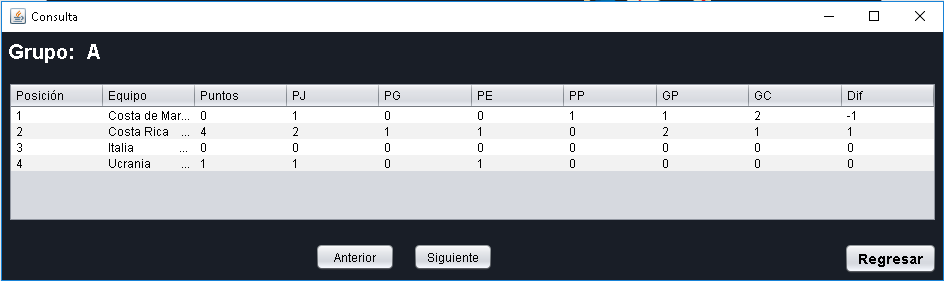 Consulta
Grupo: A
Posición Equipo Puntos PJ PG PE PP GP GC Dif
1 Costa de Mar... 0 1 0 0 1 1 2 -1
2 Costa Rica ... 4 2 1 1 0 2 1 1
3 Italia ... 0 0 0 0 0 0 0 0
4 Ucrania ... 1 1 0 1 0 0 0 0
Anterior Siguiente Regresar